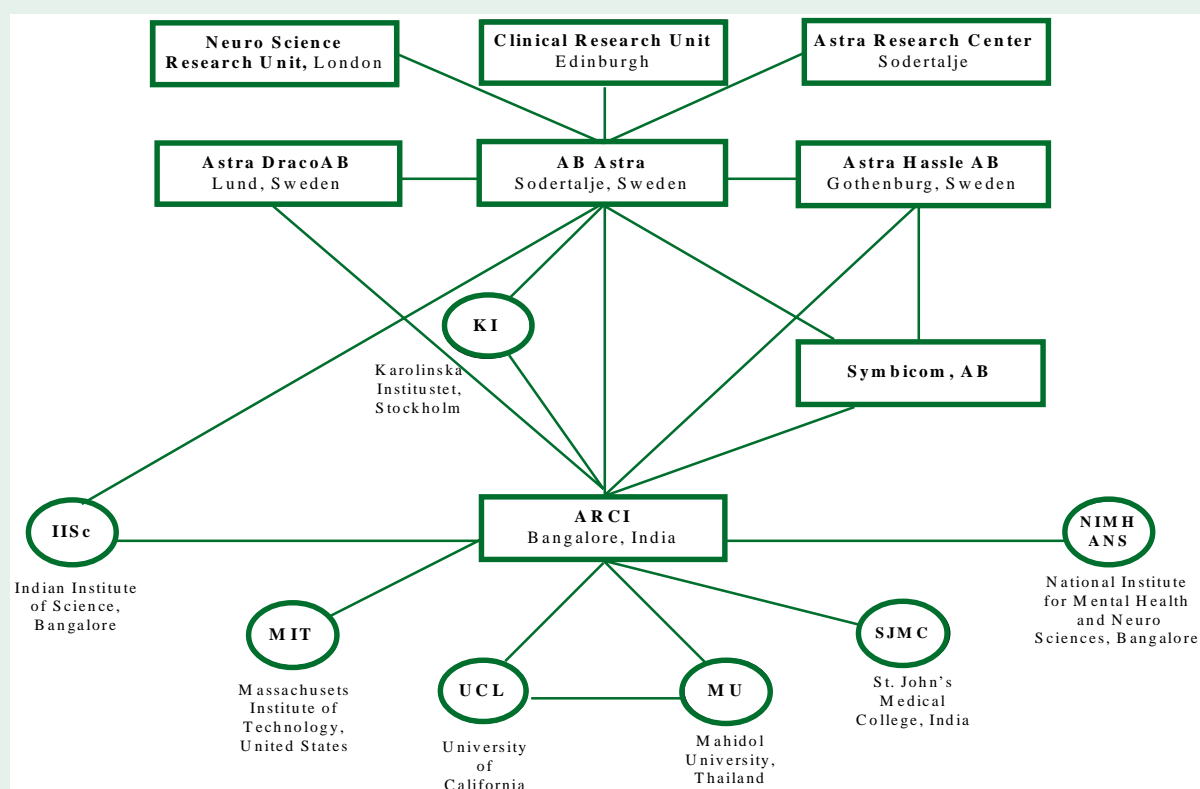 Neuro Science
Research Unit, London
Clinical Research Unit
Edinburgh
Astra Research Center
Sodertalje
Astra DracoAB
Lund, Sweden
AB Astra
Sodertalje, Sweden
Astra Hassle AB
Gothenburg, Sweden
KI
Karolinska
Institustet,
Stockholm
Symbicom, AB
IISc
Indian Institute
of Science,
Bangalore
ARCI
Bangalore, India
NIMH
ANS
National Institute
for Mental Health
and Neuro
Sciences, Bangalore
MIT
Massachusets
Institute of
Technology,
United States
UCL
University
of
California
MU
Mahidol
University,
Thailand
SJMC
St. John’s
Medical
College, India